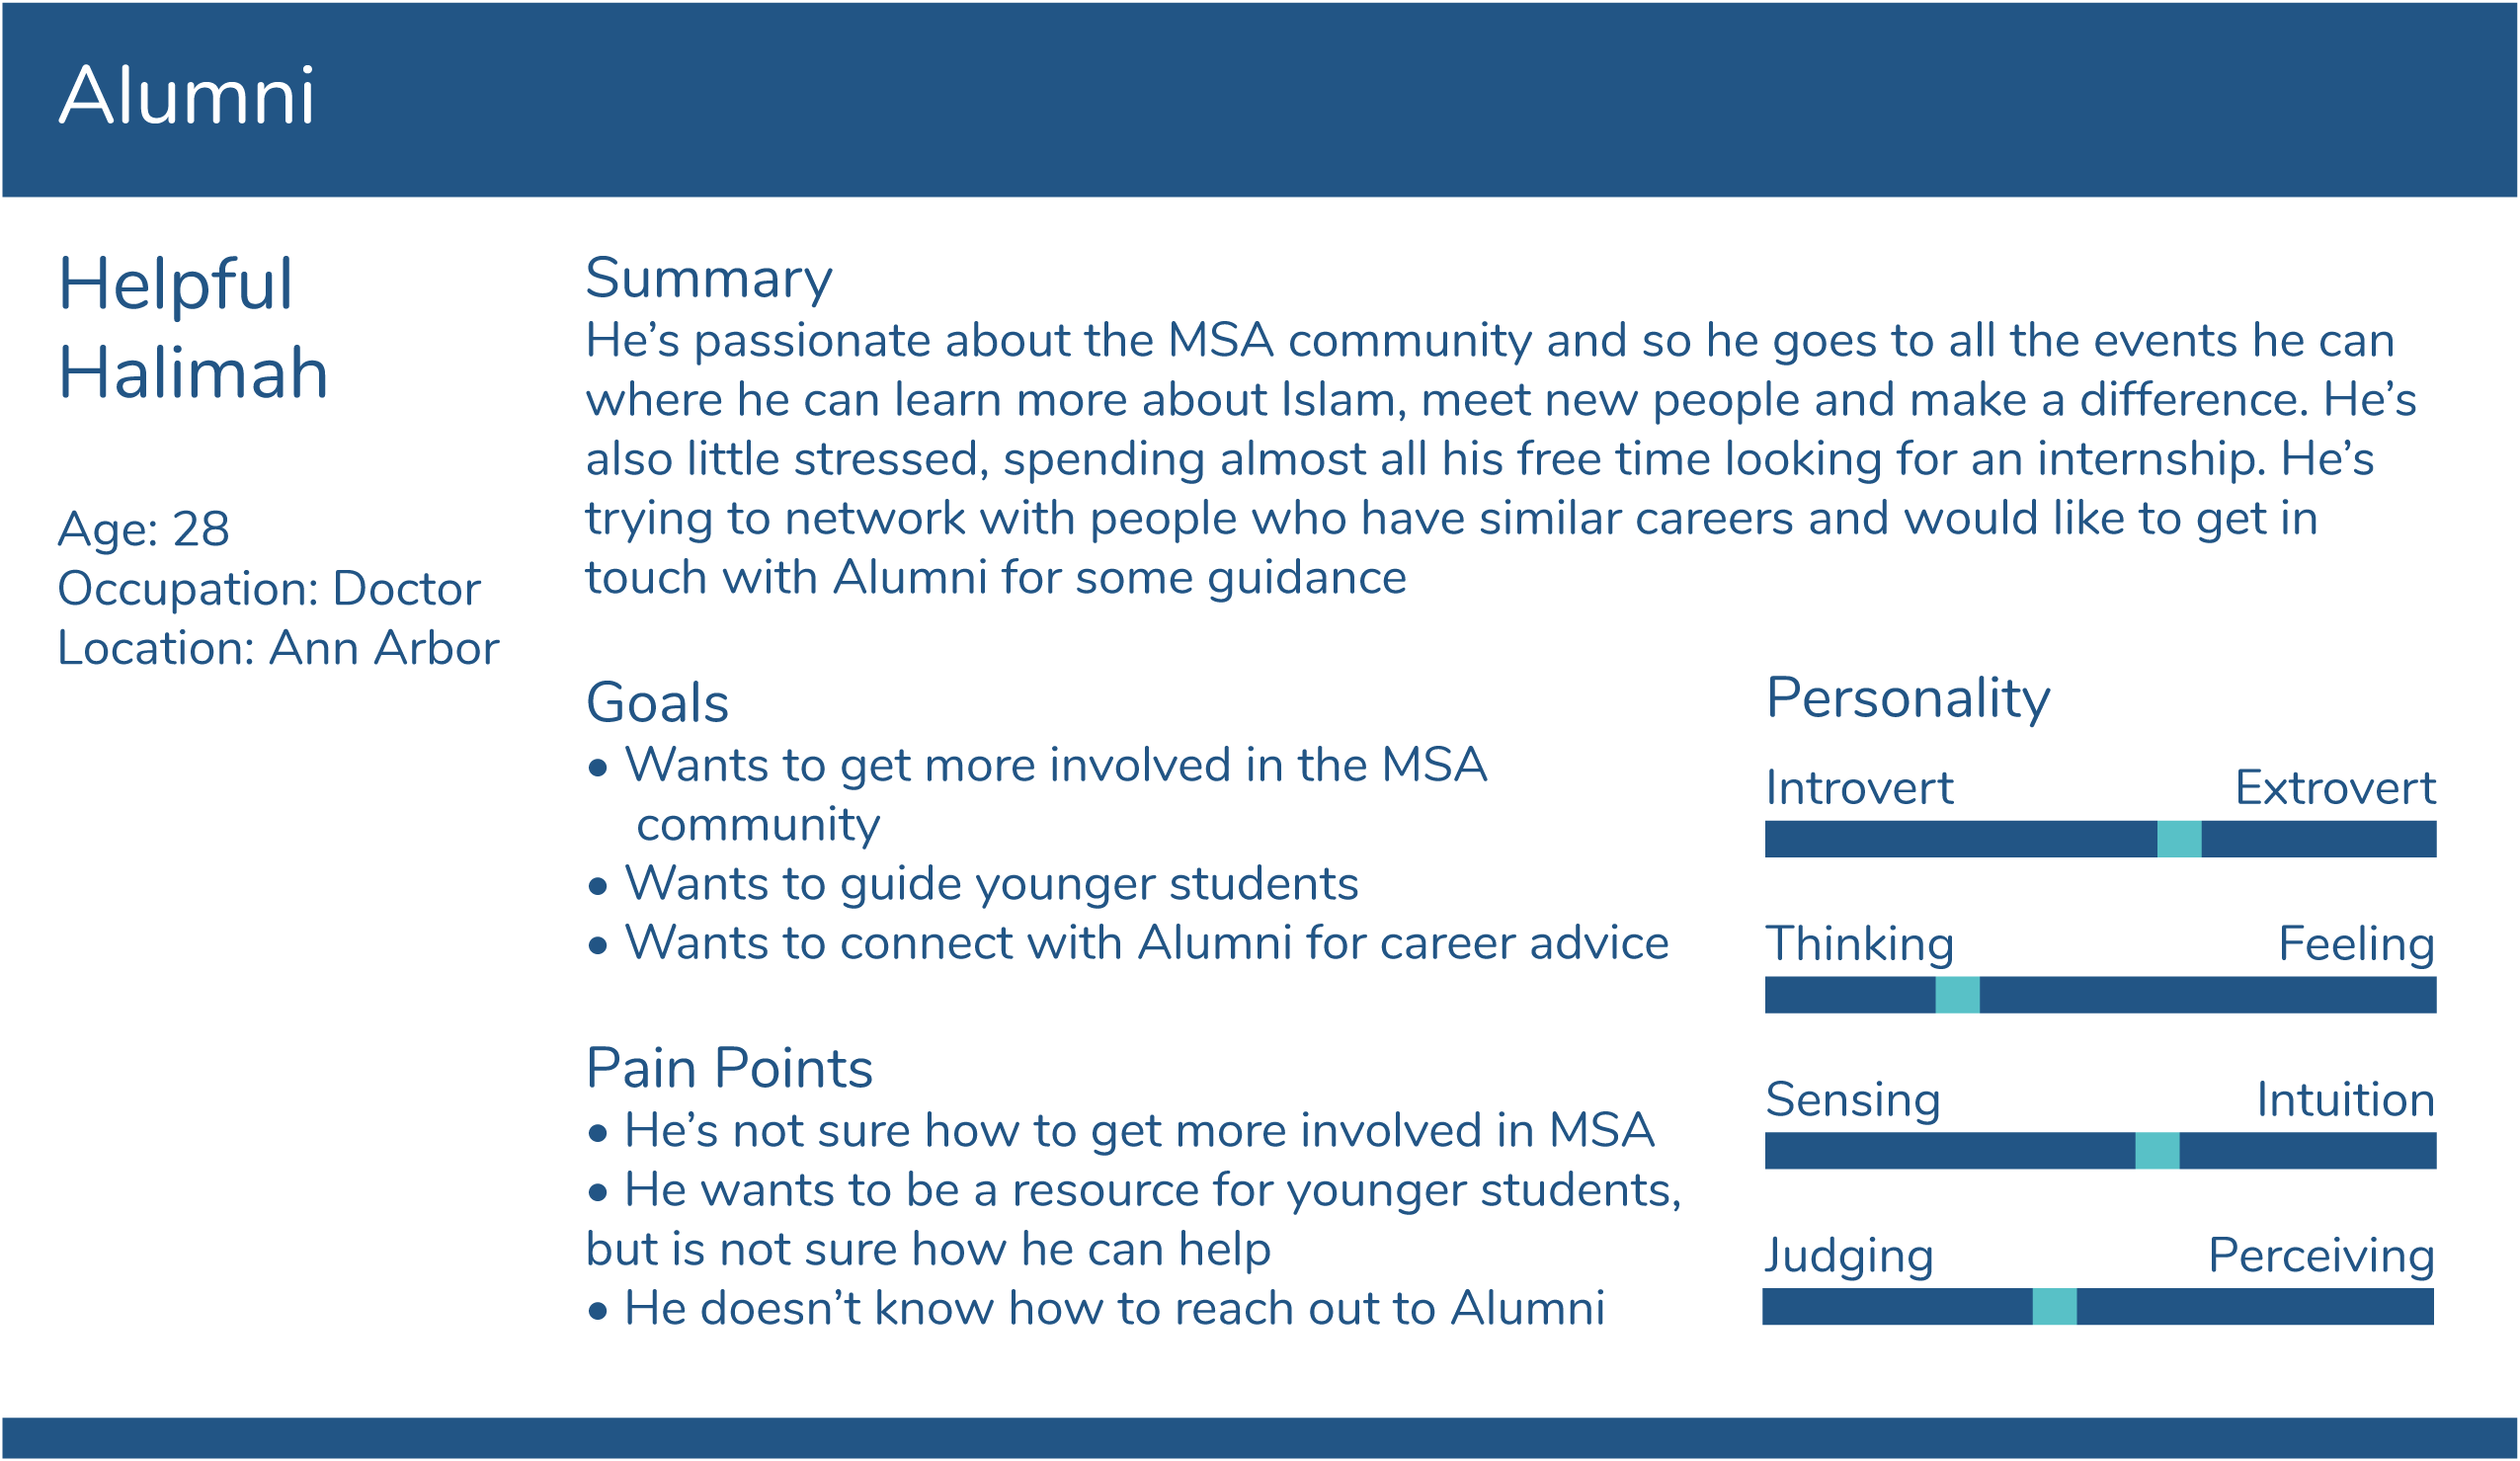 Alumni
Helpful
Halimah
Age: 28
Occupation: Doctor
Location: Ann Arbor
Summary
He’s passionate about the MSA community and so he goes to all the events he can
where he can learn more about Islam, meet new people and make a difference. He’s
also little stressed, spending almost all his free time looking for an internship. He’s
trying to network with people who have similar careers and would like to get in
touch with Alumni for some guidance
Goals
● Wants to get more involved in the MSA
community
● Wants to guide younger students
● Wants to connect with Alumni for career advice
Pain Points
● He’s not sure how to get more involved in MSA
● He wants to be a resource for younger students,
but is not sure how he can help
● He doesn’t know how to reach out to Alumni
Personality
Introvert Extrovert
Thinking Feeling
Sensing Intuition
Judging Perceiving